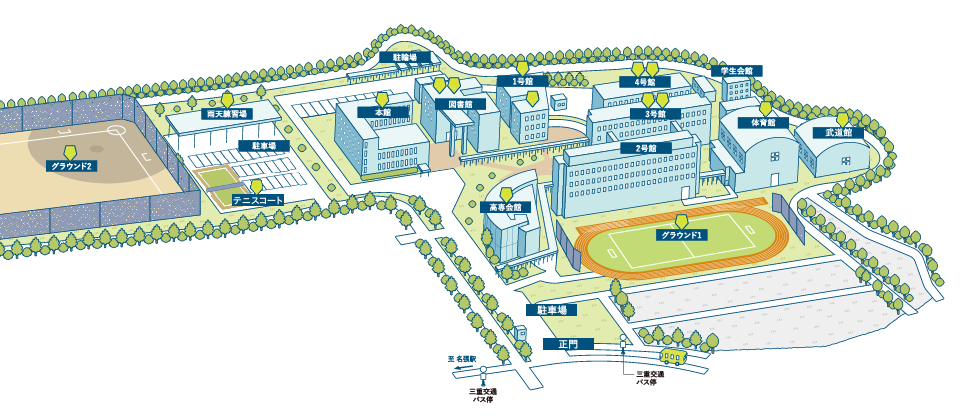 駐輪場
1号館
4号館
学生会館
本館
図書館
雨天練習場
3号館
体育館
武道館
駐車場
2号館
グラウンド2
テニスコート
高専会館
グラウンド1
駐車場
正門
至 名張駅
三重交通
バス停
三重交通
バス停